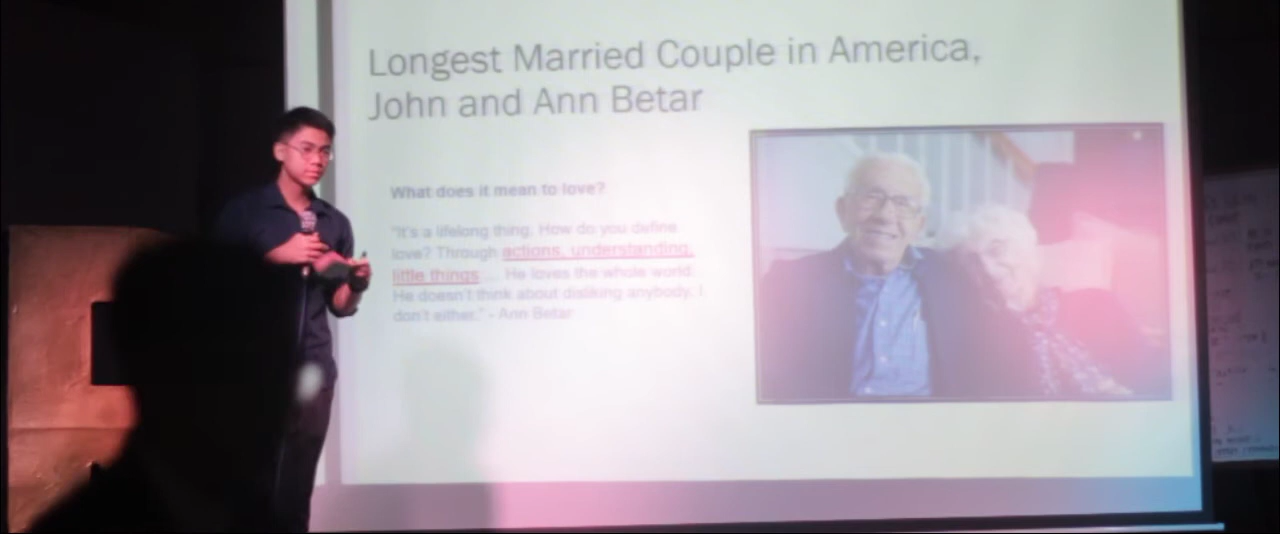 Longest Married Couple in America,
John and Ann Betar
What does it mean to love?
"It's a lifelong thing. How do you define
love? Through actions, understanding,
little things.... He loves the whole world.
He doesn't think about disliking anybody. I
don't either." - Ann Betar